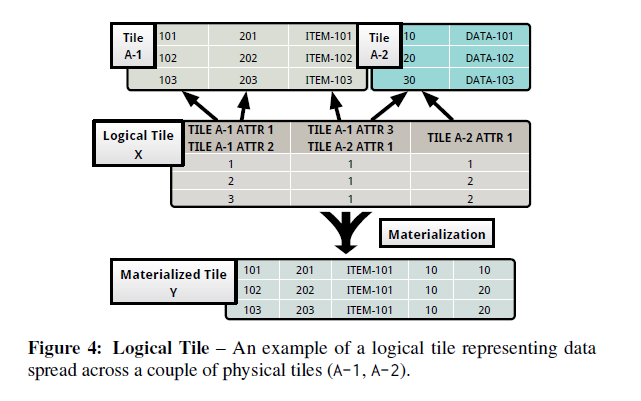 Tile A-1 101 201 ITEM-101 Tile A-2 10 DATA-101
102 202 ITEM-102 20 DATA-102
103 203 ITEM-103 30 DATA-103
Logical Tile X
TILE A-1 ATTR 1 TILE A-1 ATTR 3 TILE A-2 ATTR 1
TILE A-1 ATTR 2 TILE A-2 ATTR 1
1 1 1
2 1 2
3 1 2
Materialization
Materialized Tile Y
101 201 ITEM-101 10 10
102 202 ITEM-101 10 20
103 203 ITEM-101 10 20
Figure 4: Logical Tile – An example of a logical tile representing data
spread across a couple of physical tiles (A-1, A-2).